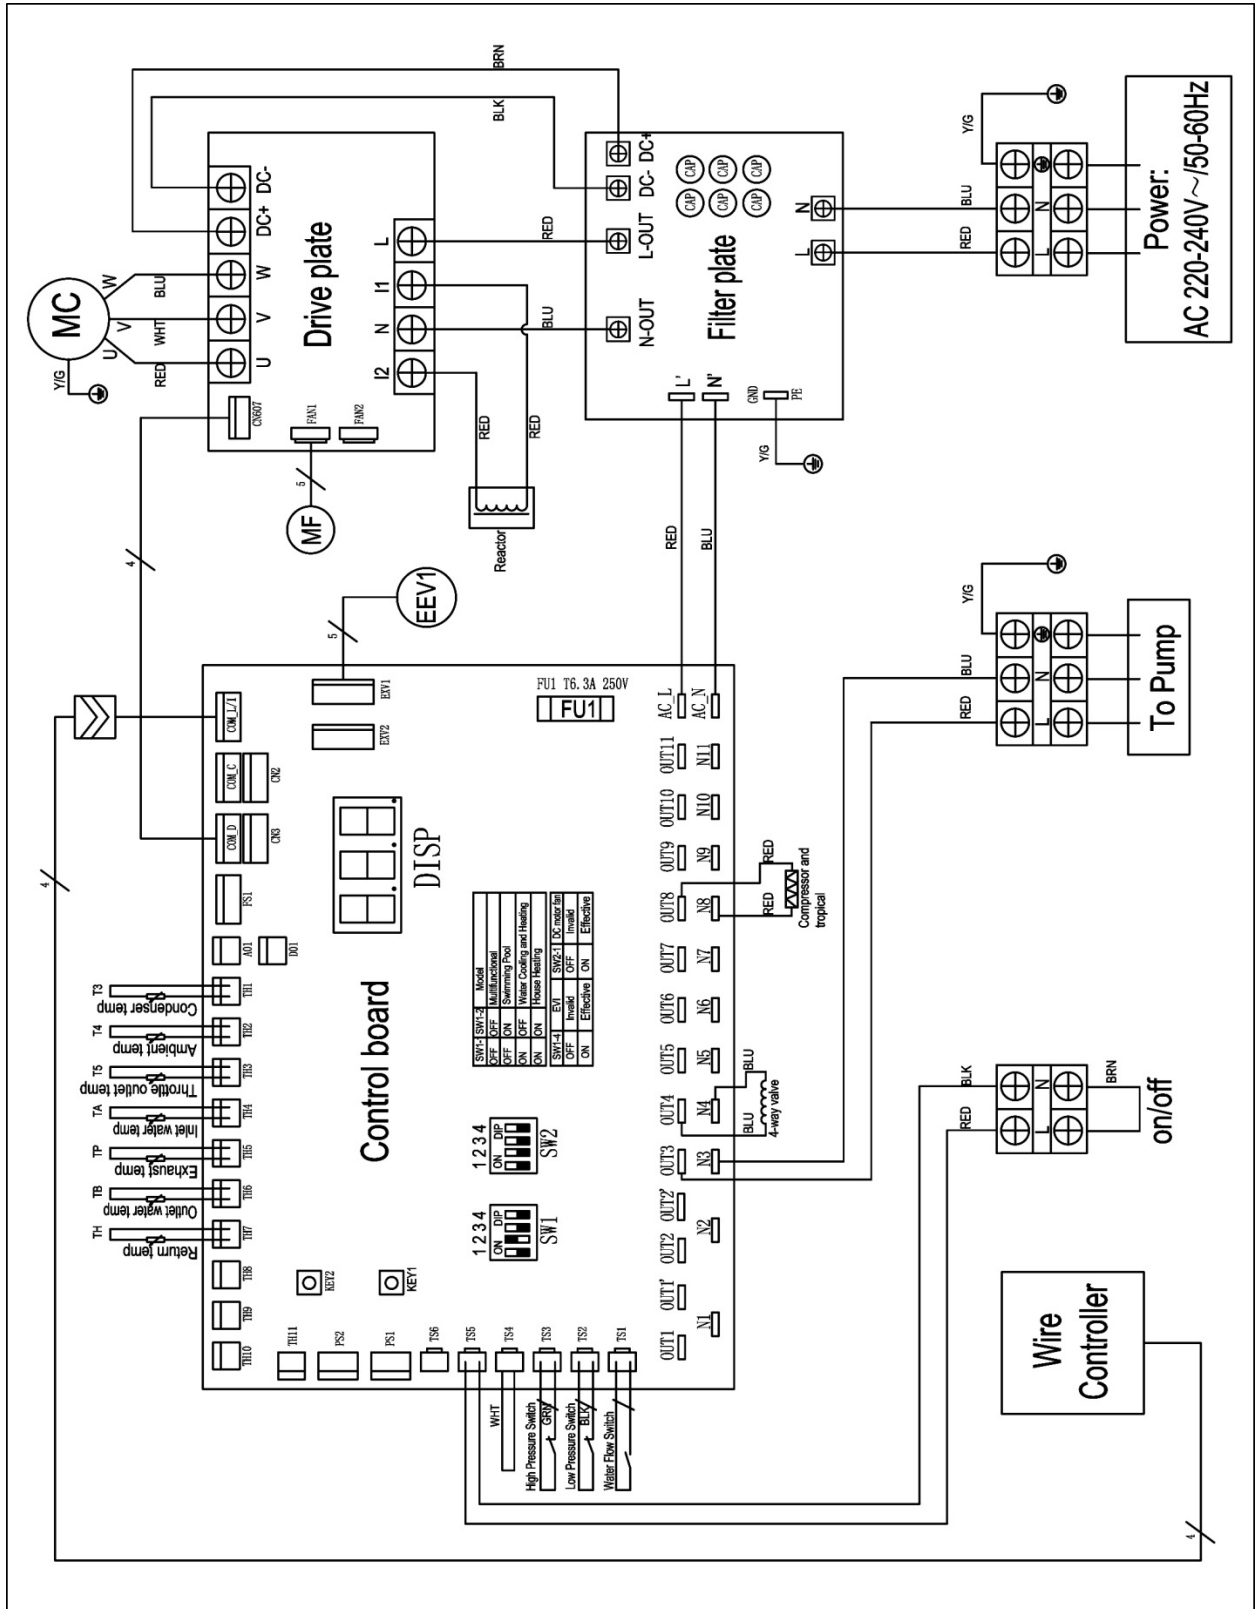 BRN
BLK
MC
U
V
W
RED
WHT
BLU
Y/G
U
V
W
DC+
DC-
Drive plate
I2
N
I1
L
CN607
FAN1
FAN2
5
MF
4
RED
RED
Reactor
RED
BLU
N-OUT
L-OUT
DC-
DC+
CAP
CAP
CAP
CAP
CAP
CAP
Filter plate
L'
N'
GND
PE
Y/G
L
N
RED
BLU
Y/G
L
N
Power:
AC 220-240V～/50-60Hz
EEV1
5
RED
BLU
FU1 T6.3A 250V
FU1
EXV1
EXV2
COM_L/I
COM_C
CN2
COM_D
CN3
PS1
AO1
DO1
DISP
4
T3
Condenser temp
TH1
T4
Ambient temp
TH2
T5
Throttle outlet temp
TH3
TA
Inlet water temp
TH4
TP
Exhaust temp
TH5
TB
Outlet water temp
TH6
TH
Return temp
TH7
TH8
TH9
TH10
Control board
SW1-1 SW1-2 Model
OFF OFF Multifunctional
OFF ON Swimming Pool
ON OFF Water Cooling and Heating
ON ON House Heating
SW1-4 EVI SW2-1 DC motor fan
OFF Invalid OFF Invalid
ON Effective ON Effective
1 2 3 4
ON DIP
SW2
1 2 3 4
ON DIP
SW1
KEY2
KEY1
TH11
PS2
PS1
TS6
TS5
TS4
TS3
TS2
TS1
WHT
High Pressure Switch
GRN
Low Pressure Switch
BLK
Water Flow Switch
OUT1
OUT1'
OUT2
OUT2'
OUT3
OUT4
OUT5
OUT6
OUT7
OUT8
OUT9
OUT10
OUT11
AC_L
N1
N2
N3
N4
N5
N6
N7
N8
N9
N10
N11
AC_N
BLU
BLU
4-way valve
RED
RED
Compressor and
tropical
RED
BLU
Y/G
L
N
To Pump
RED
BLK
L
N
BRN
on/off
Wire
Controller
4